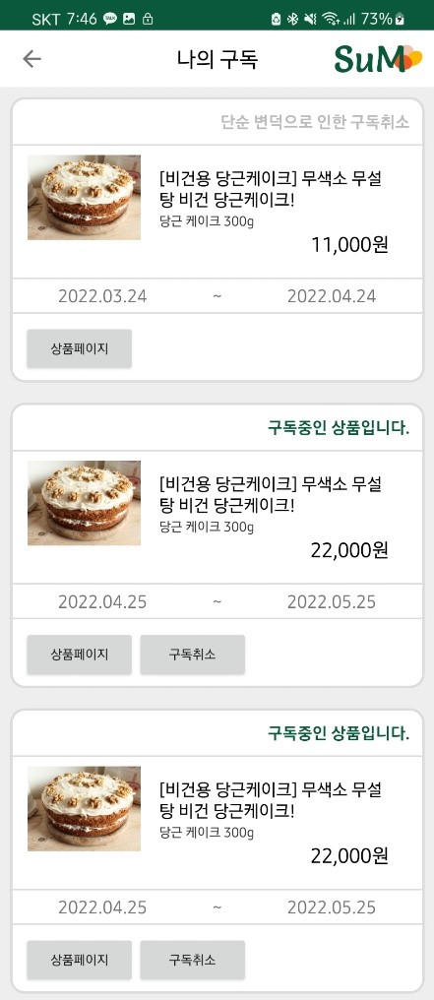 SKT 7:46 73%
나의 구독
SuM
단순 변덕으로 인한 구독취소
[비건용 당근케이크] 무색소 무설
탕 비건 당근케이크!
당근 케이크 300g
11,000원
2022.03.24 ~ 2022.04.24
상품페이지
구독중인 상품입니다.
[비건용 당근케이크] 무색소 무설
탕 비건 당근케이크!
당근 케이크 300g
22,000원
2022.04.25 ~ 2022.05.25
상품페이지 구독취소
구독중인 상품입니다.
[비건용 당근케이크] 무색소 무설
탕 비건 당근케이크!
당근 케이크 300g
22,000원
2022.04.25 ~ 2022.05.25
상품페이지 구독취소